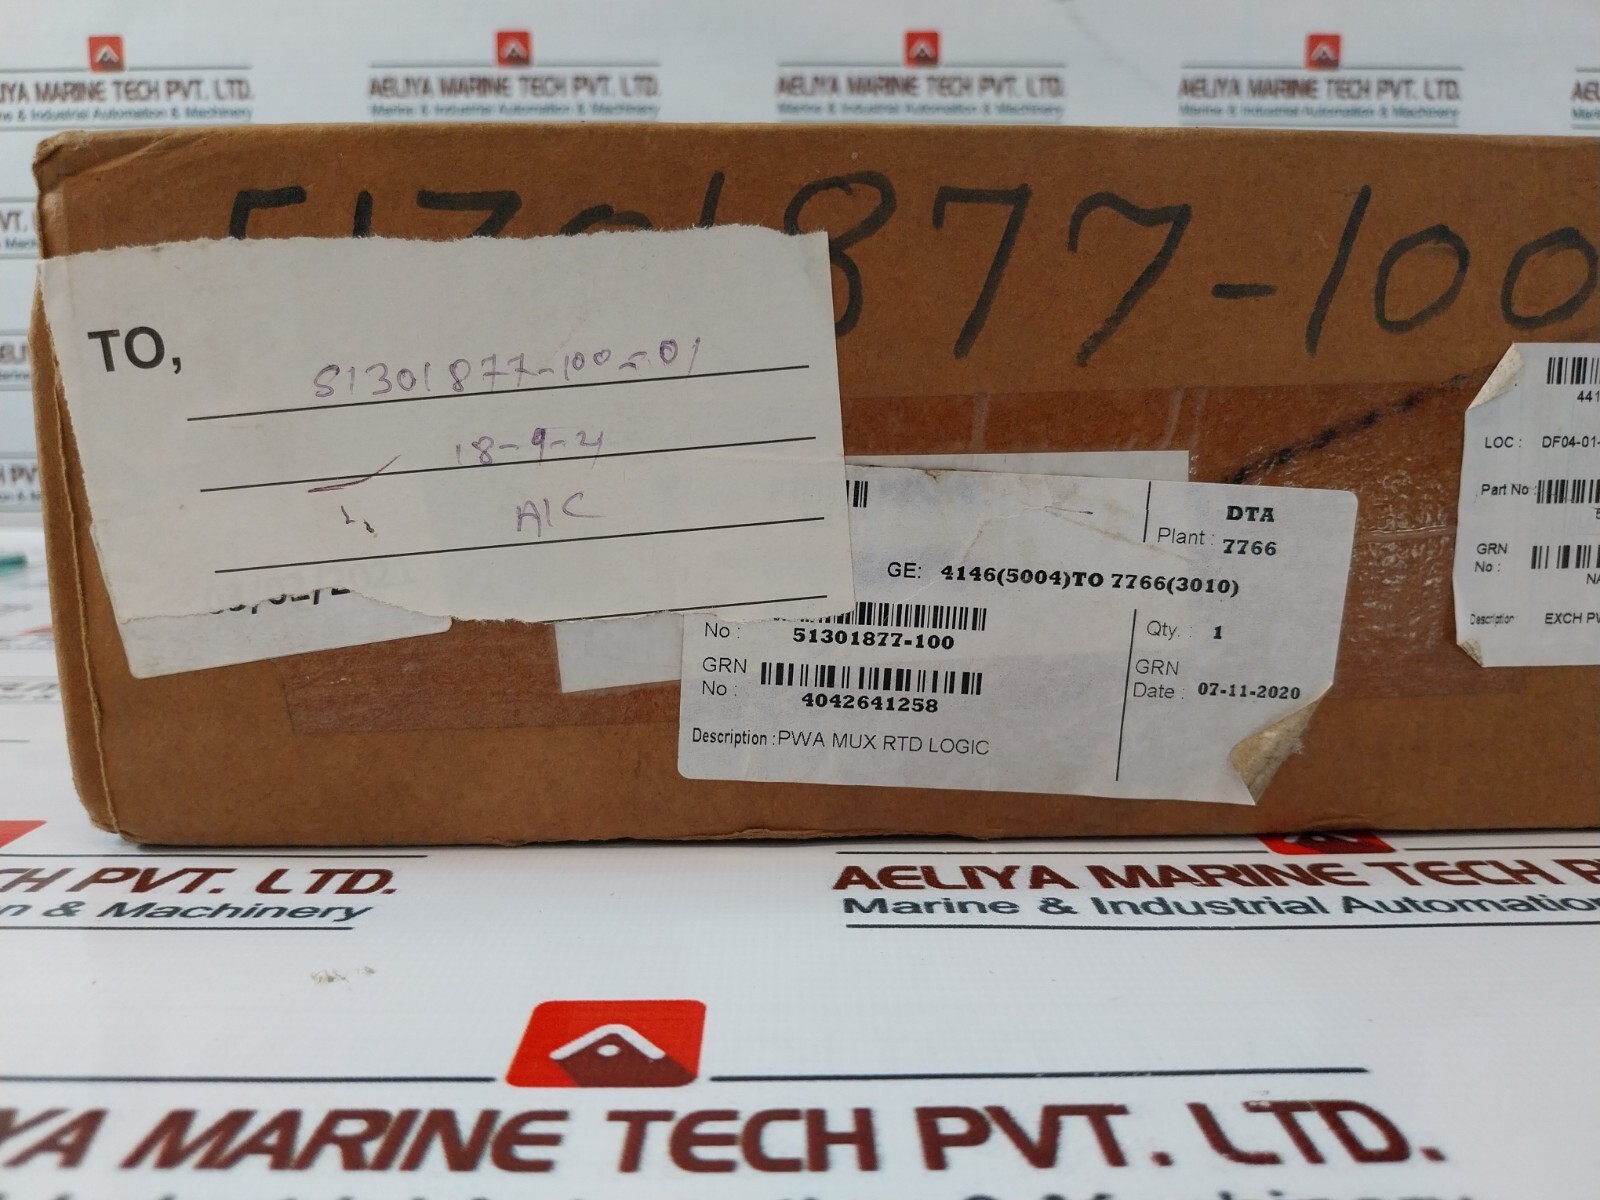 AELIYA MARINE TECH PVT. LTD.
Marine & Industrial Automation & Machinery
AELIYA MARINE TECH PVT. LTD.
Marine & Industrial Automation & Machinery
AELIYA MARINE TECH PVT. LTD.
Marine & Industrial Automation & Machinery
51301877-100
TO,
51301877-100-01
18-9-21
A/C
DTA
Plant : 7766
GE: 4146(5004)TO 7766(3010)
No : 51301877-100
Qty. : 1
GRN No : 4042641258
GRN Date : 07-11-2020
Description : PWA MUX RTD LOGIC
441
LOC : DF04-01-
Part No :
GRN No : NA
Description EXCH PW
H PVT. LTD.
n & Machinery
AELIYA MARINE TECH P
Marine & Industrial Automation
YA MARINE TECH PVT. LTD.